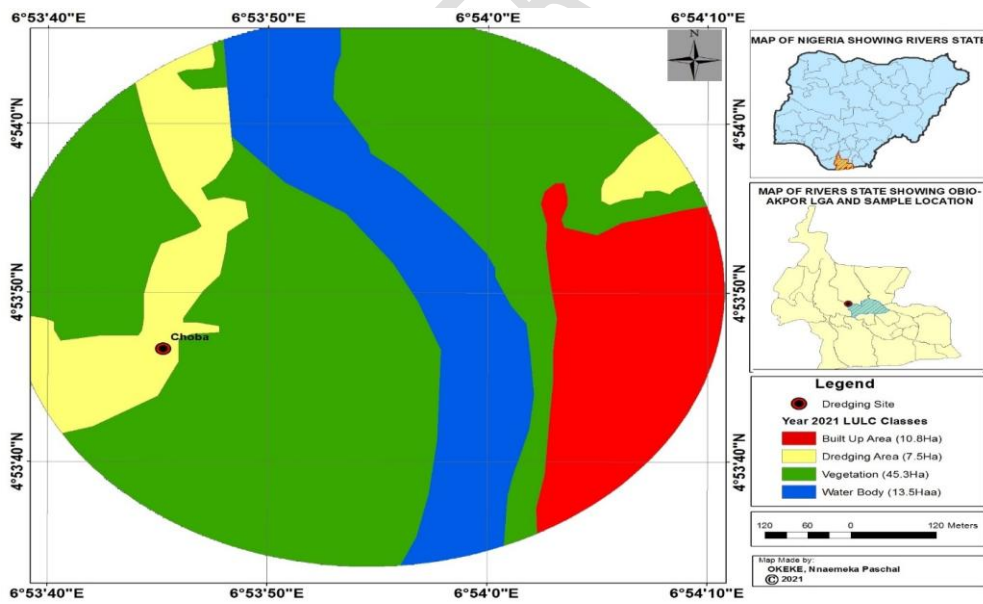 6°53'40"E 6°53'50"E 6°54'0"E 6°54'10"E
4°54'0"N 4°54'0"N
4°53'50"N 4°53'50"N
4°53'40"N 4°53'40"N
Choba
6°53'40"E 6°53'50"E 6°54'0"E 6°54'10"E
N
MAP OF NIGERIA SHOWING RIVERS STATE
MAP OF RIVERS STATE SHOWING OBIO-
AKPOR LGA AND SAMPLE LOCATION
Legend
Dredging Site
Year 2021 LULC Classes
Built Up Area (10.8Ha)
Dredging Area (7.5Ha)
Vegetation (45.3Ha)
Water Body (13.5Haa)
120 60 0 120 Meters
Map Made by:
OKEKE, Nnaemeka Paschal
© 2021